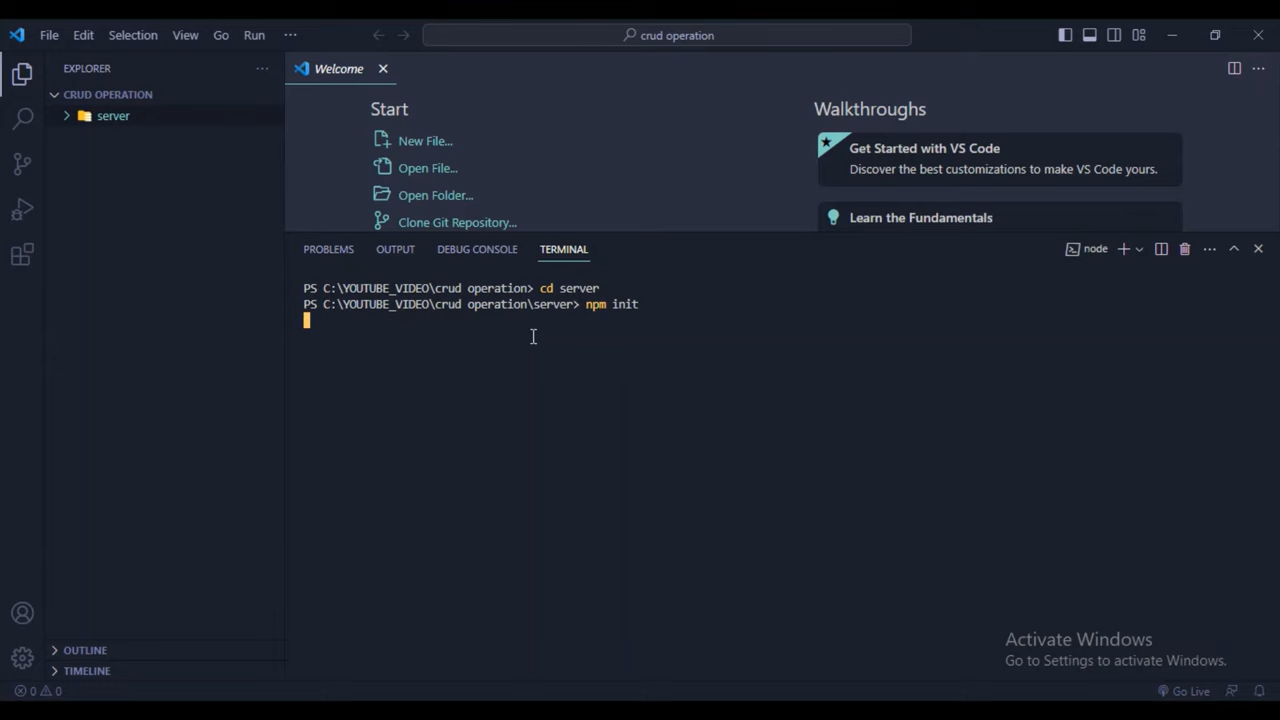 File Edit Selection View Go Run ··· crud operation
EXPLORER ···
Welcome
CRUD OPERATION
server
Start
New File...
Open File...
Open Folder...
Clone Git Repository...
Walkthroughs
Get Started with VS Code
Discover the best customizations to make VS Code yours.
Learn the Fundamentals
PROBLEMS OUTPUT DEBUG CONSOLE TERMINAL node
PS C:\YOUTUBE_VIDEO\crud operation> cd server
PS C:\YOUTUBE_VIDEO\crud operation\server> npm init
Activate Windows
Go to Settings to activate Windows.
OUTLINE
TIMELINE
0 0 Go Live